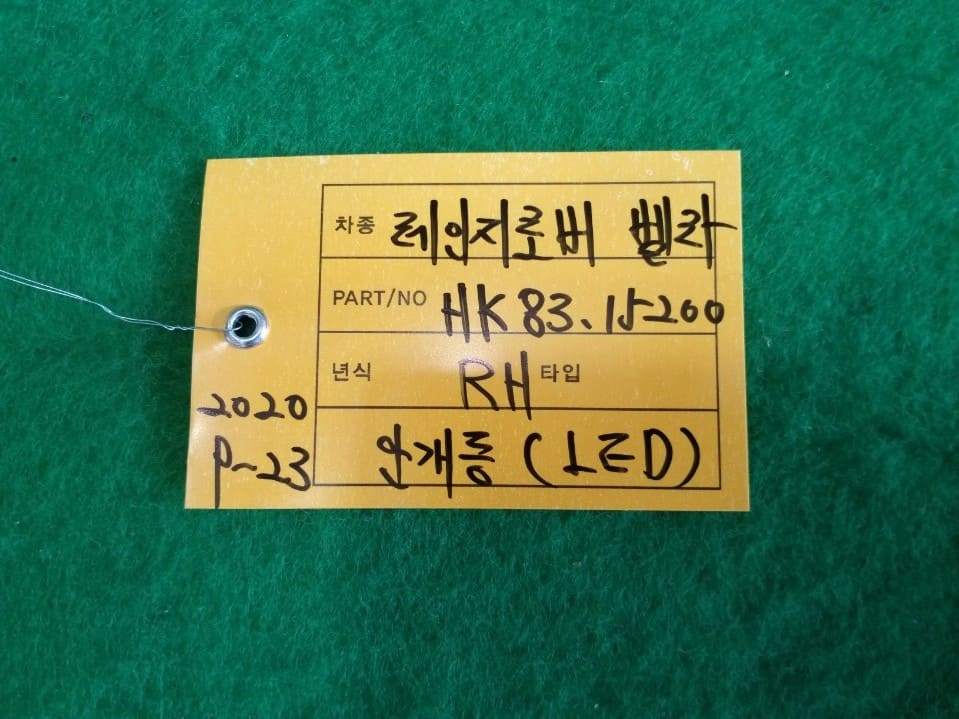 차종 레인지로버 벨라
PART/NO HK83.15200
년식 RH 타입
2020
안개등 (LED)
P-23